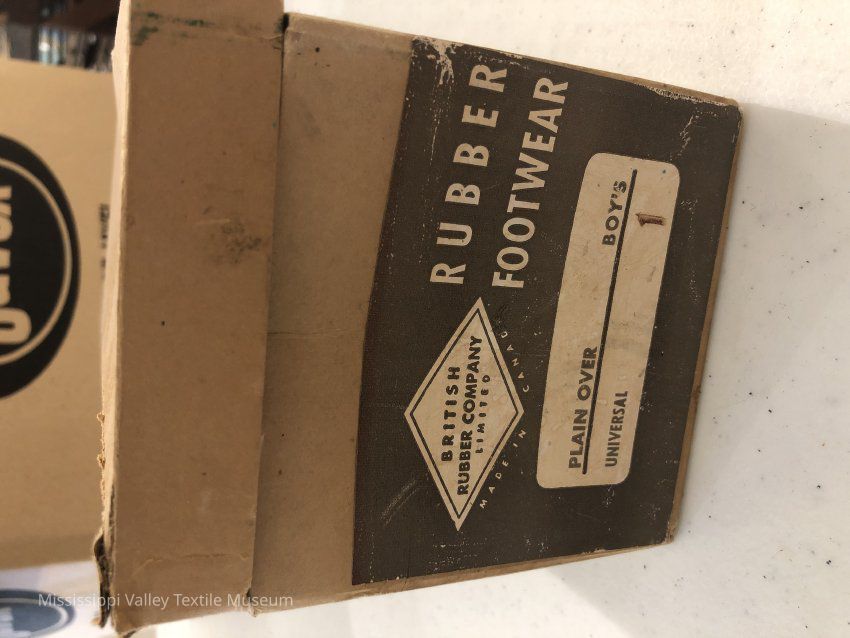 BRITISH
RUBBER COMPANY
LIMITED
MADE IN CANADA
RUBBER
FOOTWEAR
PLAIN OVER BOY'S
UNIVERSAL 1
Mississippi Valley Textile Museum